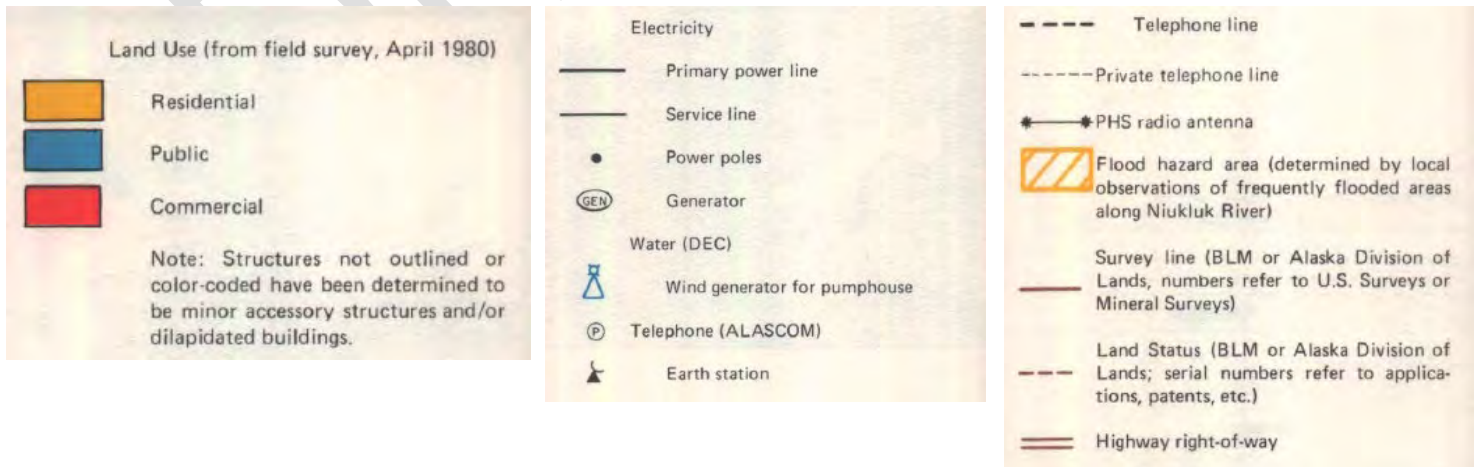 Land Use (from field survey, April 1980)
Residential
Public
Commercial
Note: Structures not outlined or
color-coded have been determined to
be minor accessory structures and/or
dilapidated buildings.
Electricity
Primary power line
Service line
Power poles
GEN Generator
Water (DEC)
Wind generator for pumphouse
P Telephone (ALASCOM)
Earth station
Telephone line
Private telephone line
PHS radio antenna
Flood hazard area (determined by local
observations of frequently flooded areas
along Niukluk River)
Survey line (BLM or Alaska Division of
Lands, numbers refer to U.S. Surveys or
Mineral Surveys)
Land Status (BLM or Alaska Division of
Lands; serial numbers refer to applica-
tions, patents, etc.)
Highway right-of-way